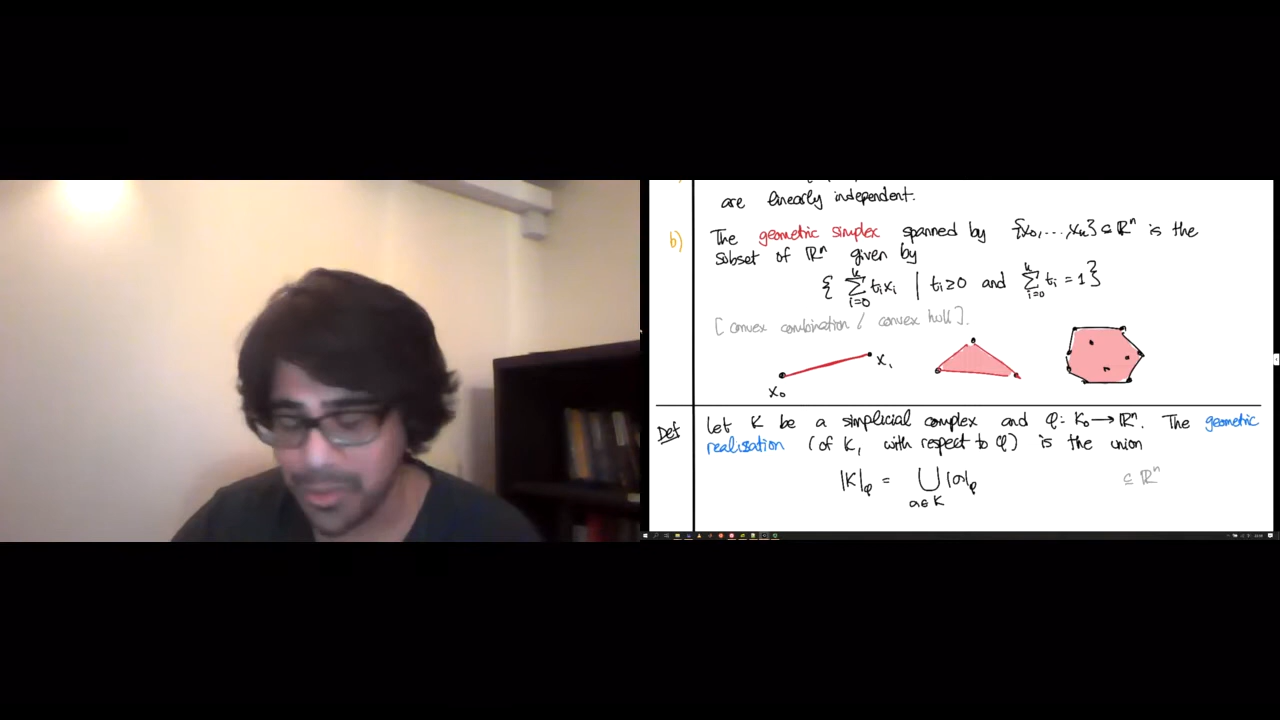 are linearly independent.
b) The geometric simplex spanned by {x₀,...,xₖ} ⊆ ℝⁿ is the
subset of ℝⁿ given by
{ ∑ᵢ₌₀ᵏ tᵢxᵢ | tᵢ≥0 and ∑ᵢ₌₀ᵏ tᵢ = 1 }
[convex combination / convex hull].
x₀ x₁
Def Let K be a simplicial complex and φ: K₀ → ℝⁿ. The geometric
realisation (of K, with respect to φ) is the union
|K|_φ = ⋃_{σ∈K} |σ|_φ ⊆ ℝⁿ